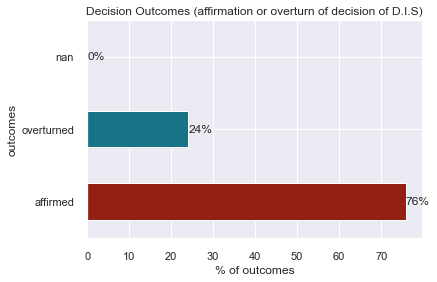 Decision Outcomes (affirmation or overturn of decision of D.I.S)
nan
0%
overturned
24%
affirmed
76%
outcomes
0 10 20 30 40 50 60 70
% of outcomes